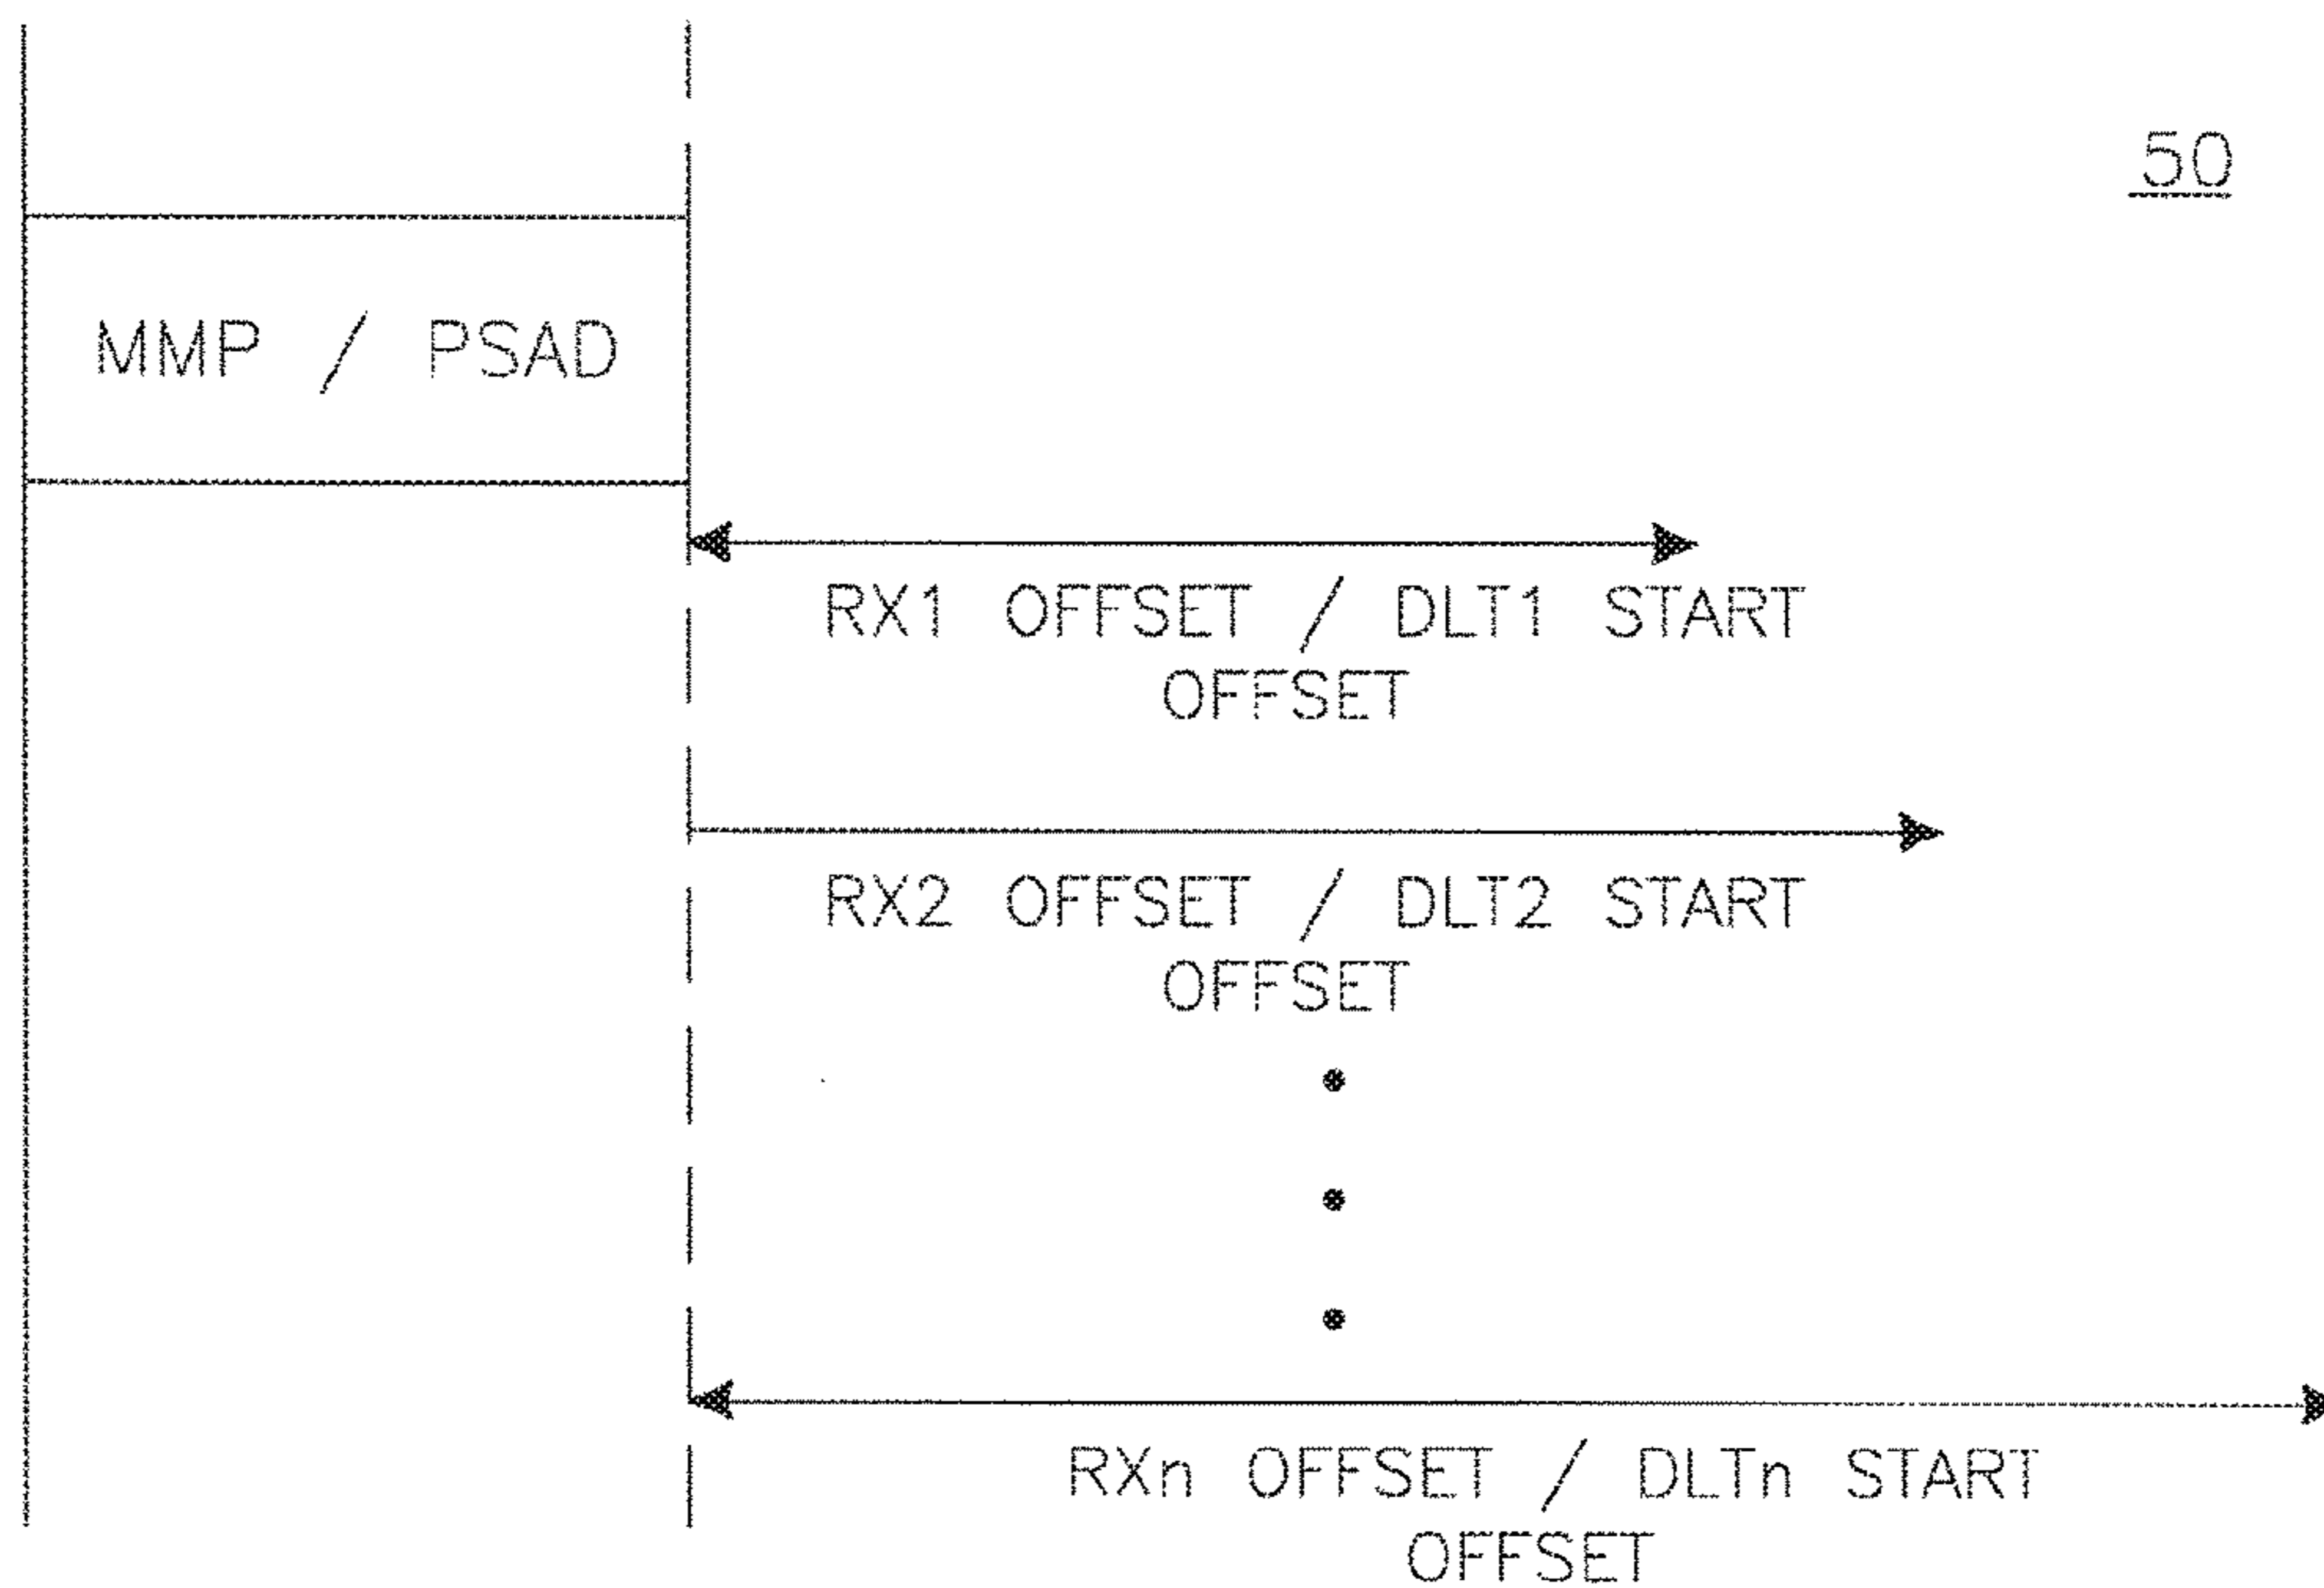 50
MMP / PSAD
RX1 OFFSET / DLT1 START
OFFSET
RX2 OFFSET / DLT2 START
OFFSET
RXn OFFSET / DLTn START
OFFSET